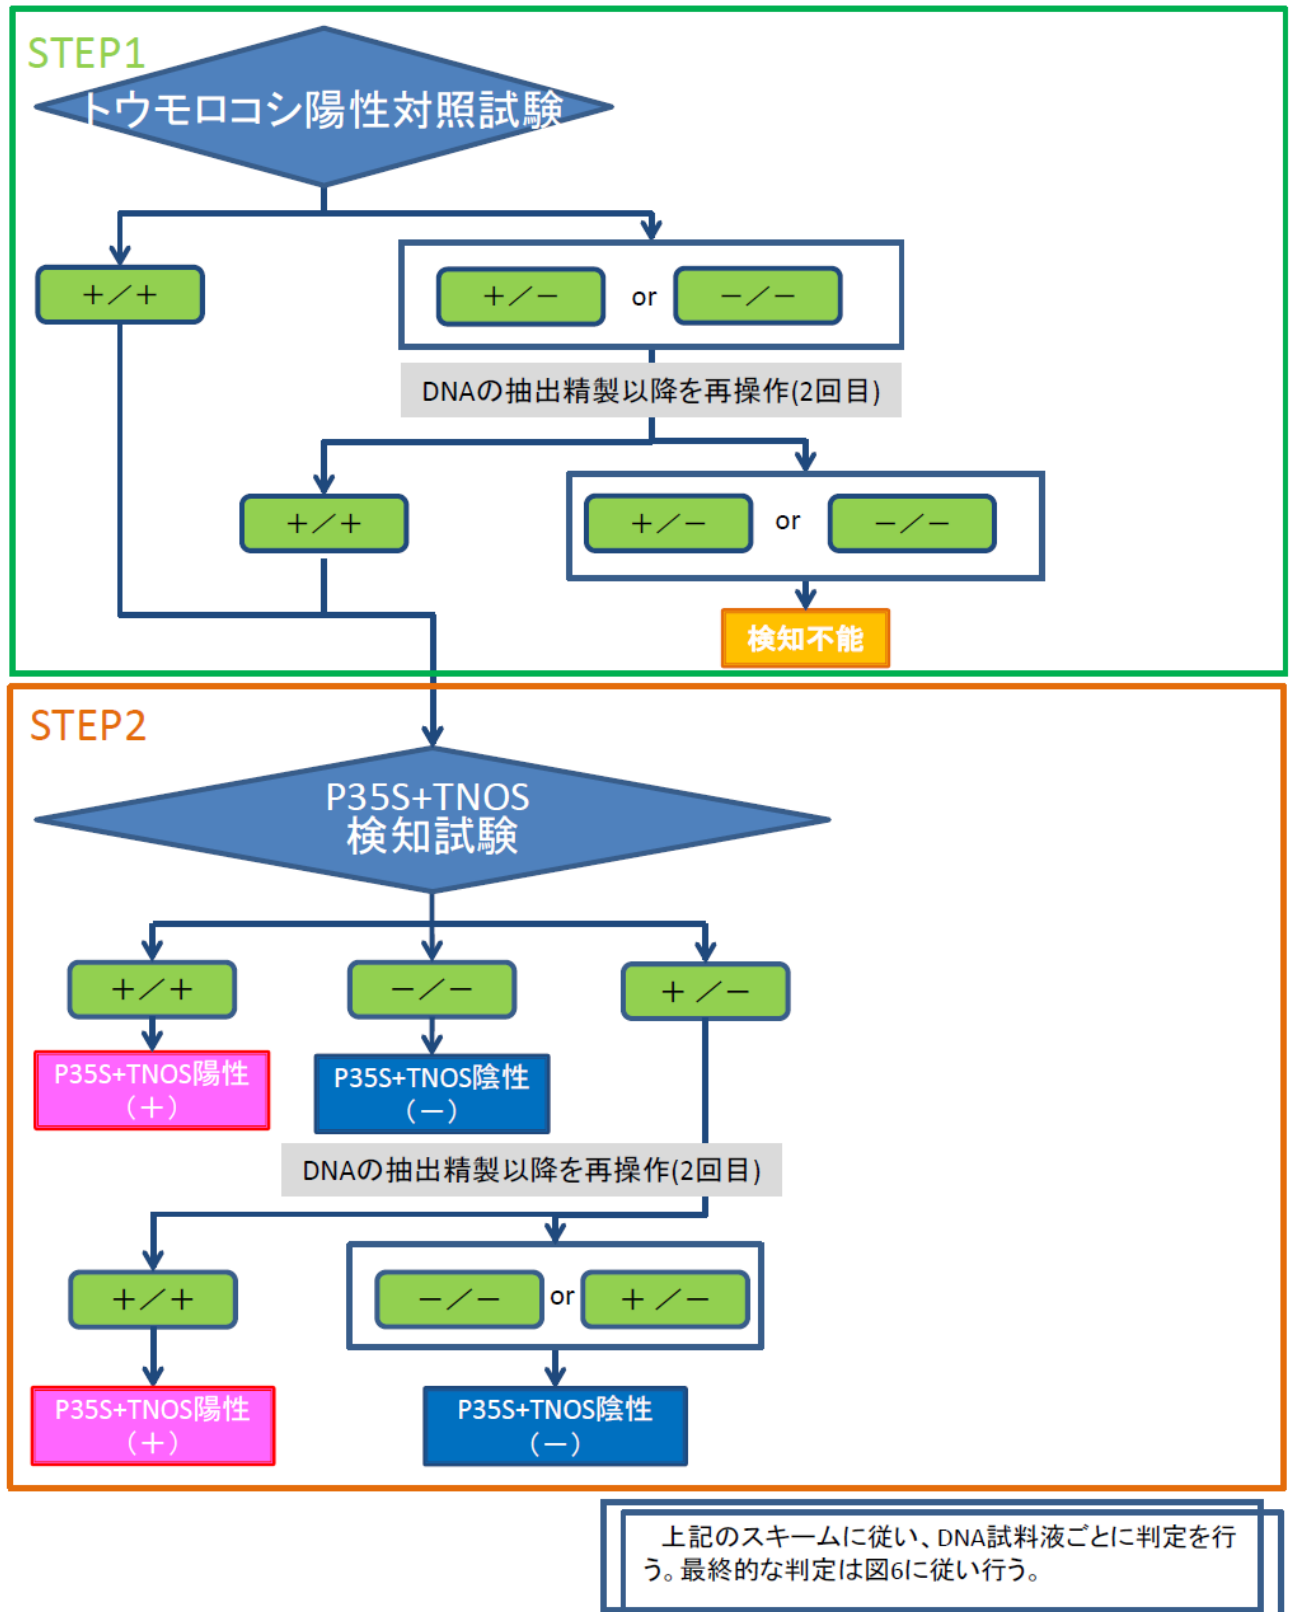 STEP1
トウモロコシ陽性対照試験
＋／＋
＋／－ or －／－
DNAの抽出精製以降を再操作(2回目)
＋／＋
＋／－ or －／－
検知不能
STEP2
P35S+TNOS
検知試験
＋／＋
－／－
＋ ／－
P35S+TNOS陽性
（＋）
P35S+TNOS陰性
（－）
DNAの抽出精製以降を再操作(2回目)
＋／＋
－／－ or ＋ ／－
P35S+TNOS陽性
（＋）
P35S+TNOS陰性
（－）
上記のスキームに従い、DNA試料液ごとに判定を行
う。最終的な判定は図6に従い行う。